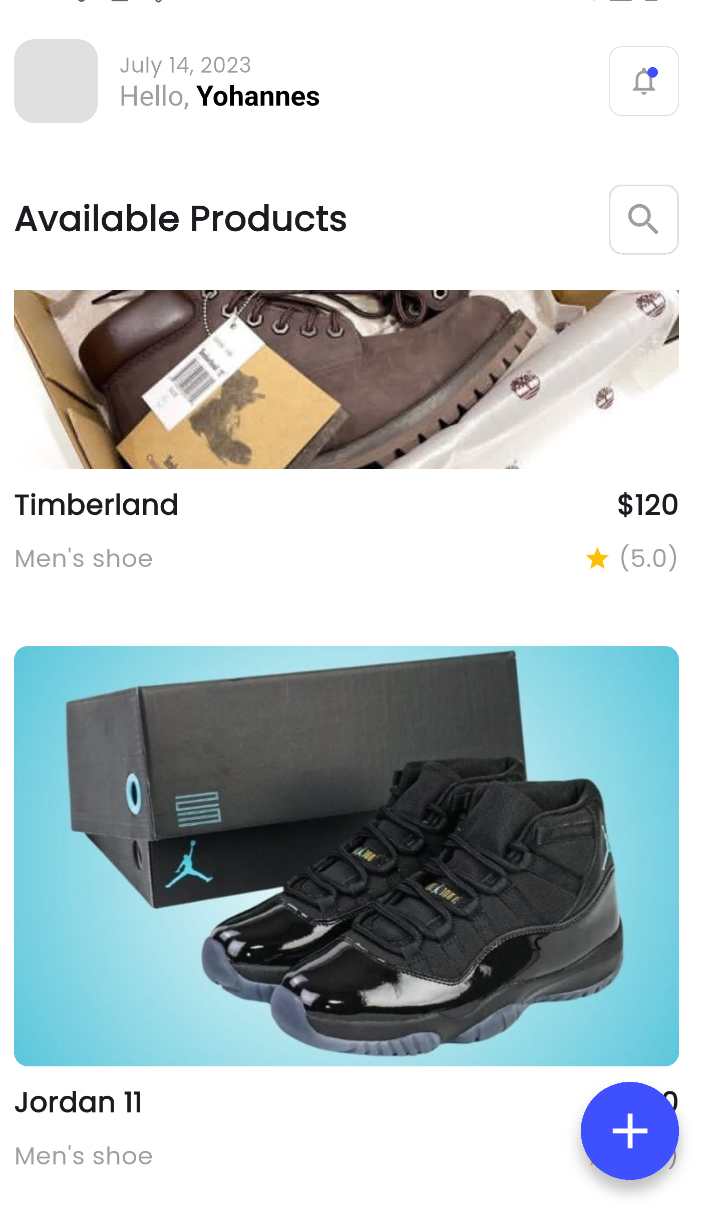 July 14, 2023
Hello, Yohannes
Available Products
Timberland
$120
Men's shoe
(5.0)
Jordan 11
Men's shoe